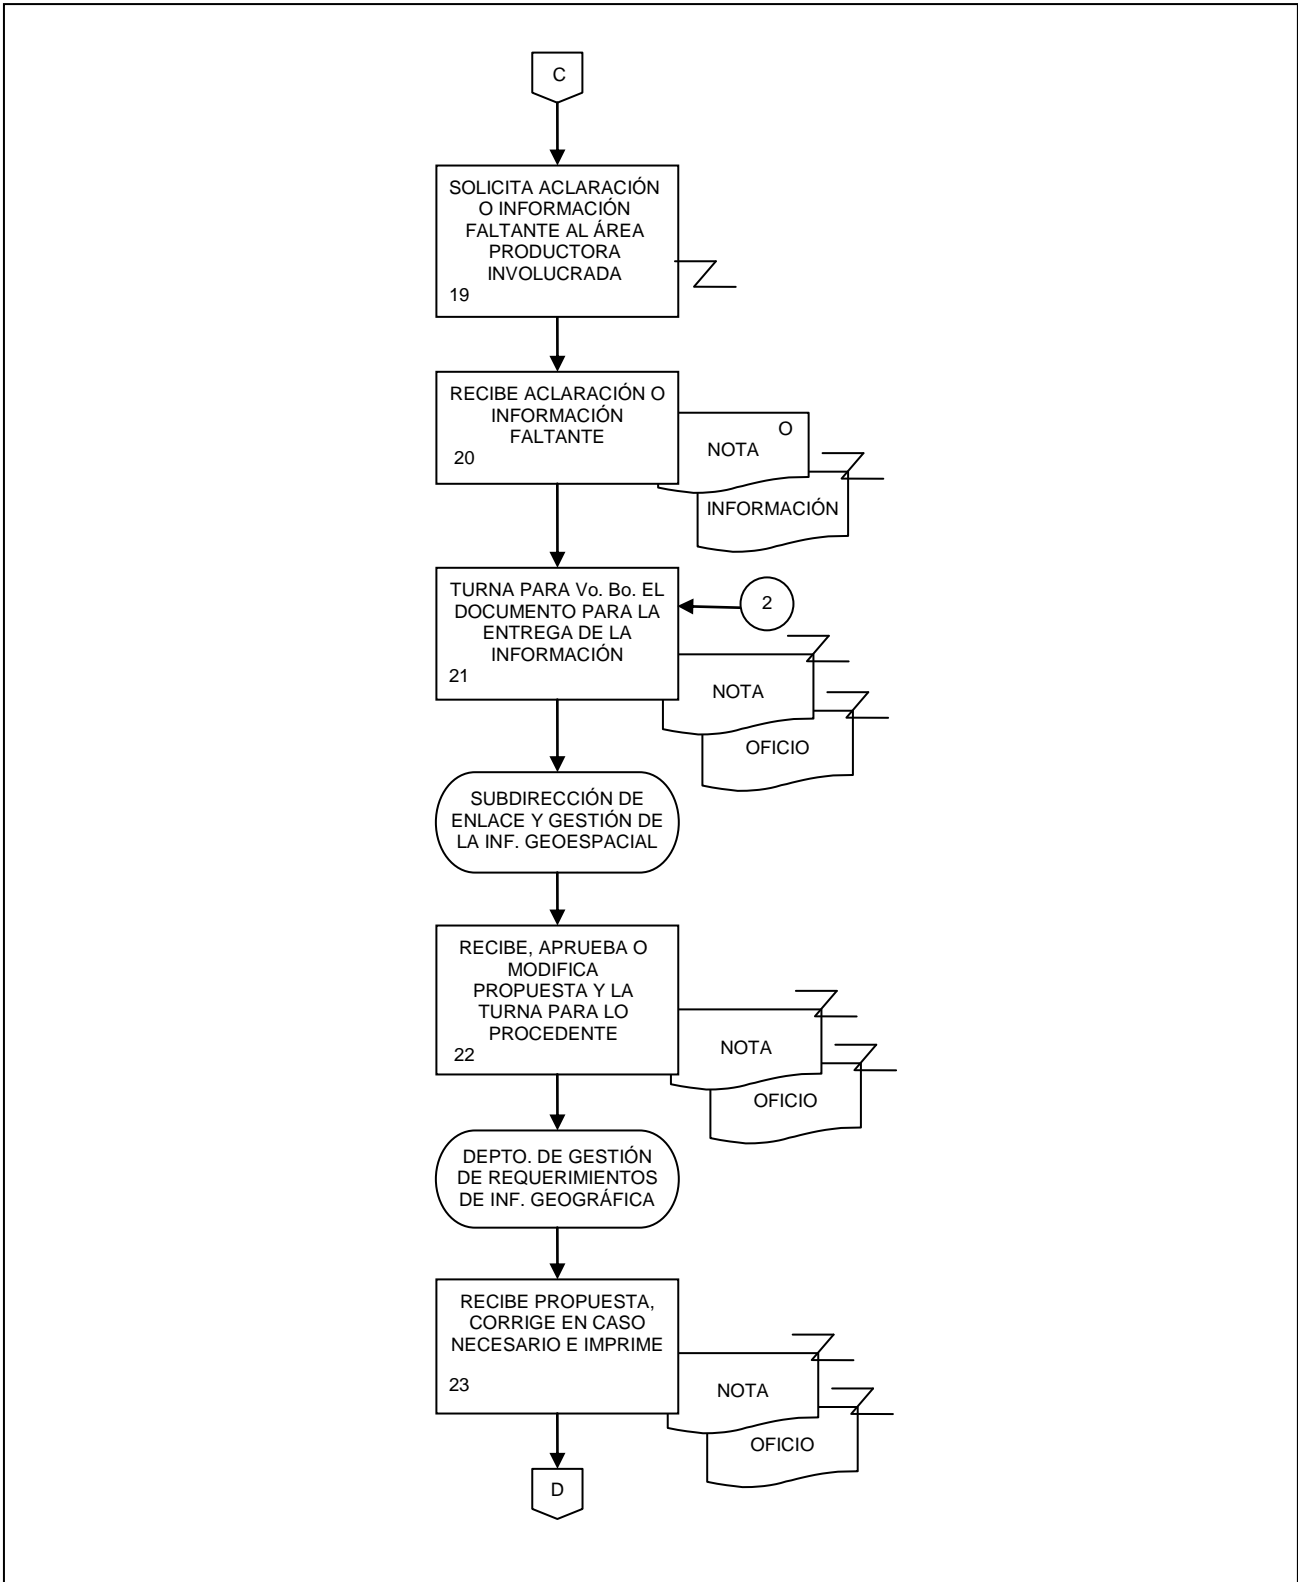 C
SOLICITA ACLARACIÓN
O INFORMACIÓN
FALTANTE AL ÁREA
PRODUCTORA
INVOLUCRADA
19
RECIBE ACLARACIÓN O
INFORMACIÓN
FALTANTE
20
O
NOTA
INFORMACIÓN
TURNA PARA Vo. Bo. EL
DOCUMENTO PARA LA
ENTREGA DE LA
INFORMACIÓN
21
2
NOTA
OFICIO
SUBDIRECCIÓN DE
ENLACE Y GESTIÓN DE
LA INF. GEOESPACIAL
RECIBE, APRUEBA O
MODIFICA
PROPUESTA Y LA
TURNA PARA LO
PROCEDENTE
22
NOTA
OFICIO
DEPTO. DE GESTIÓN
DE REQUERIMIENTOS
DE INF. GEOGRÁFICA
RECIBE PROPUESTA,
CORRIGE EN CASO
NECESARIO E IMPRIME
23
NOTA
OFICIO
D